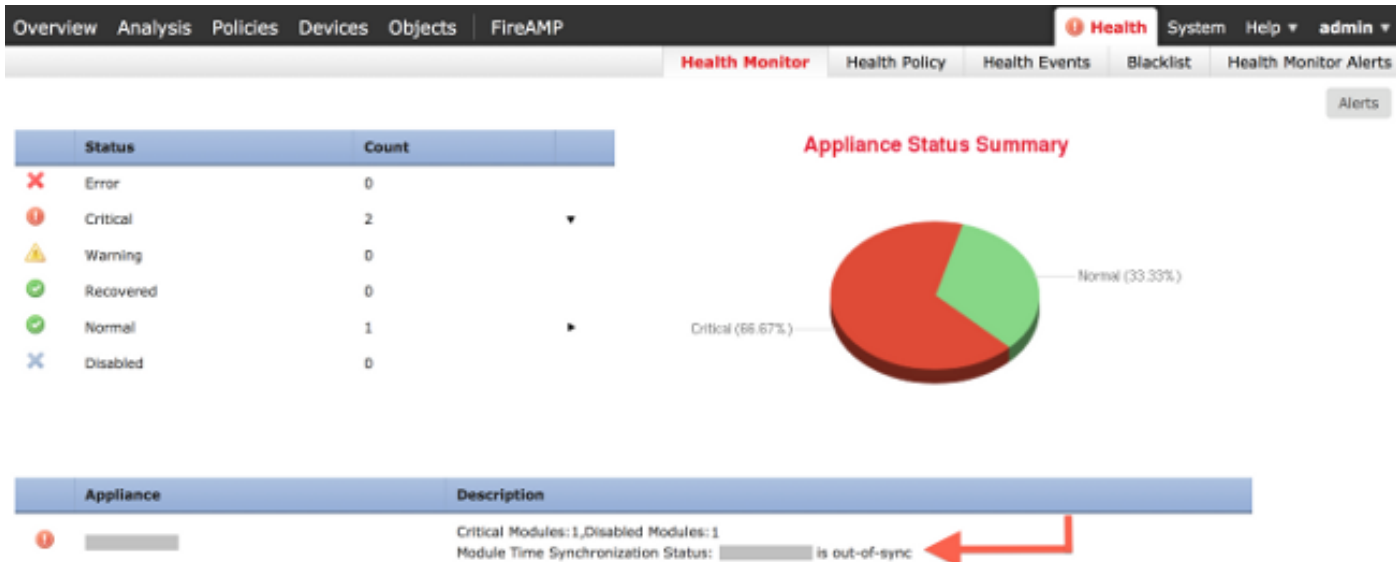 Overview Analysis Policies Devices Objects FireAMP Health System Help admin
Health Monitor Health Policy Health Events Blacklist Health Monitor Alerts
Alerts
Status Count
Error 0
Critical 2
Warning 0
Recovered 0
Normal 1
Disabled 0
Appliance Status Summary
Normal (33.33%)
Critical (66.67%)
Appliance Description
Critical Modules:1,Disabled Modules:1
Module Time Synchronization Status: is out-of-sync